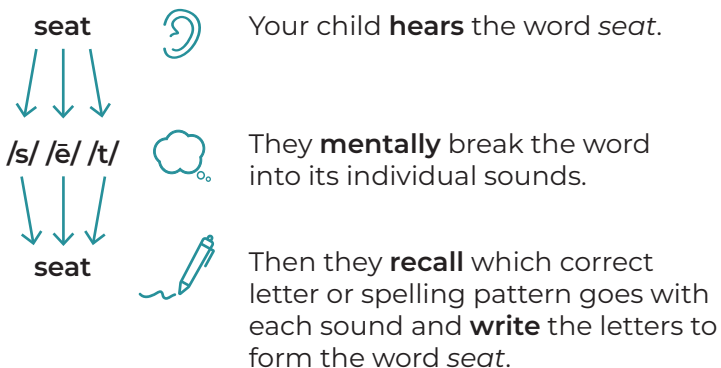 seat
Your child hears the word seat.
/s/ /ē/ /t/
They mentally break the word
into its individual sounds.
seat
Then they recall which correct
letter or spelling pattern goes with
each sound and write the letters to
form the word seat.